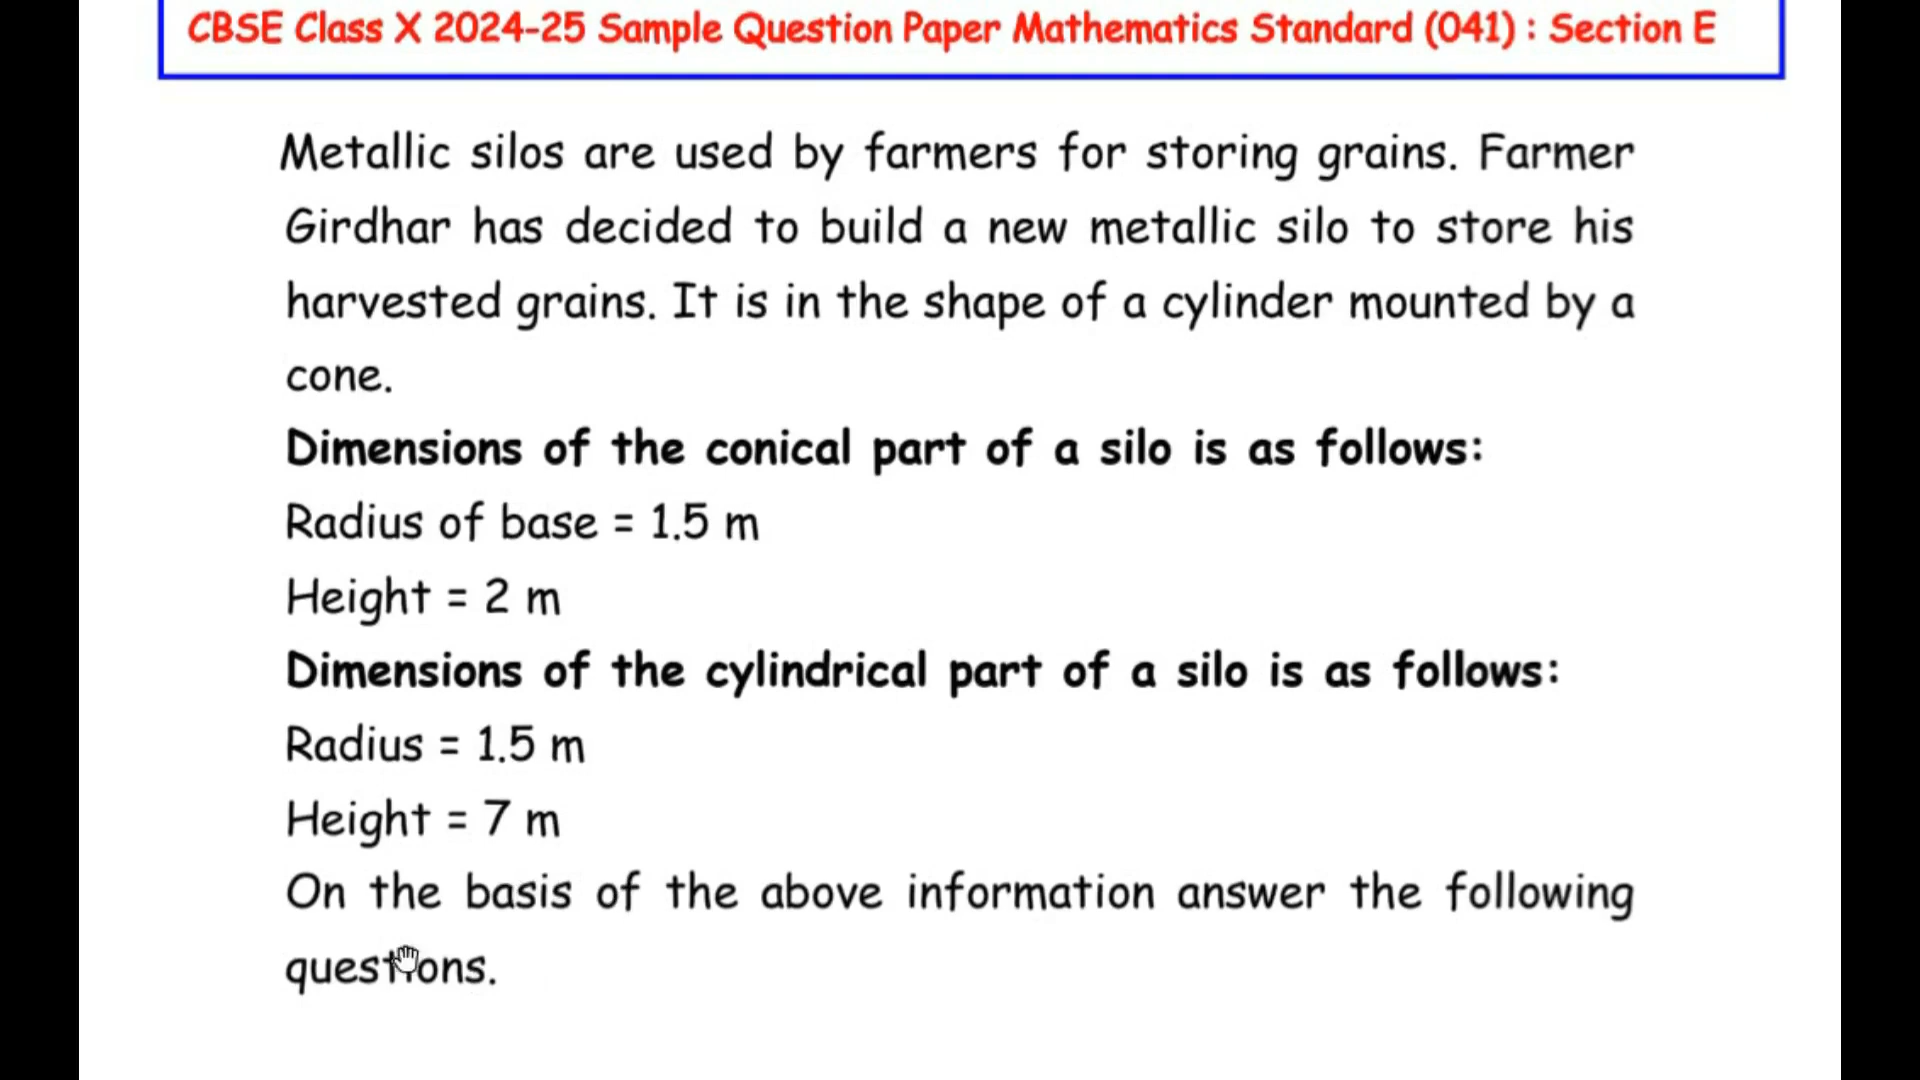 CBSE Class X 2024-25 Sample Question Paper Mathematics Standard (041) : Section E
Metallic silos are used by farmers for storing grains. Farmer
Girdhar has decided to build a new metallic silo to store his
harvested grains. It is in the shape of a cylinder mounted by a
cone.
Dimensions of the conical part of a silo is as follows:
Radius of base = 1.5 m
Height = 2 m
Dimensions of the cylindrical part of a silo is as follows:
Radius = 1.5 m
Height = 7 m
On the basis of the above information answer the following
questions.